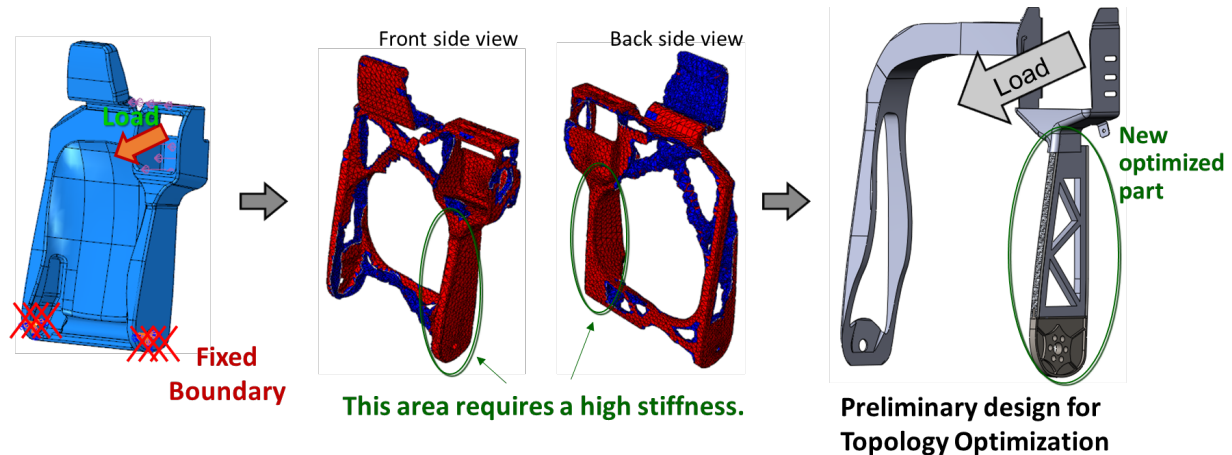 Front side view
Back side view
Load
Load
New
optimized
part
Fixed
Boundary
This area requires a high stiffness.
Preliminary design for
Topology Optimization